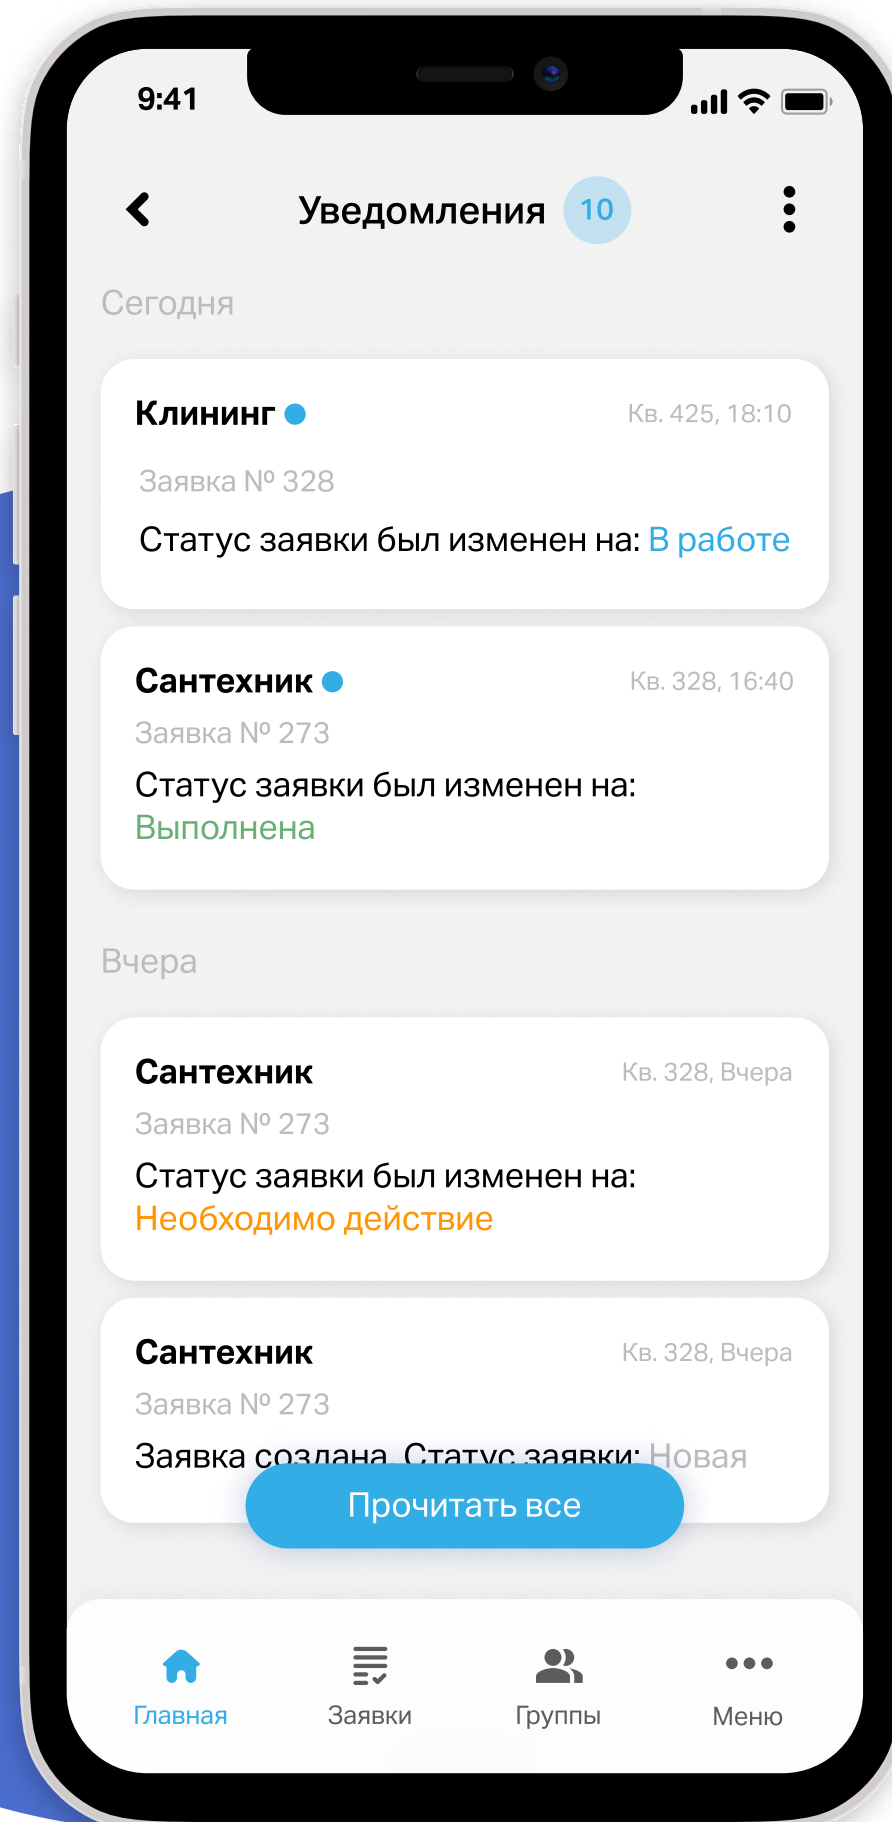 9:41
Уведомления 10
Сегодня
Клининг Кв. 425, 18:10
Заявка № 328
Статус заявки был изменен на: В работе
Сантехник Кв. 328, 16:40
Заявка № 273
Статус заявки был изменен на:
Выполнена
Вчера
Сантехник Кв. 328, Вчера
Заявка № 273
Статус заявки был изменен на:
Необходимо действие
Сантехник Кв. 328, Вчера
Заявка № 273
Заявка создана. Статус заявки: Новая
Прочитать все
Главная Заявки Группы Меню